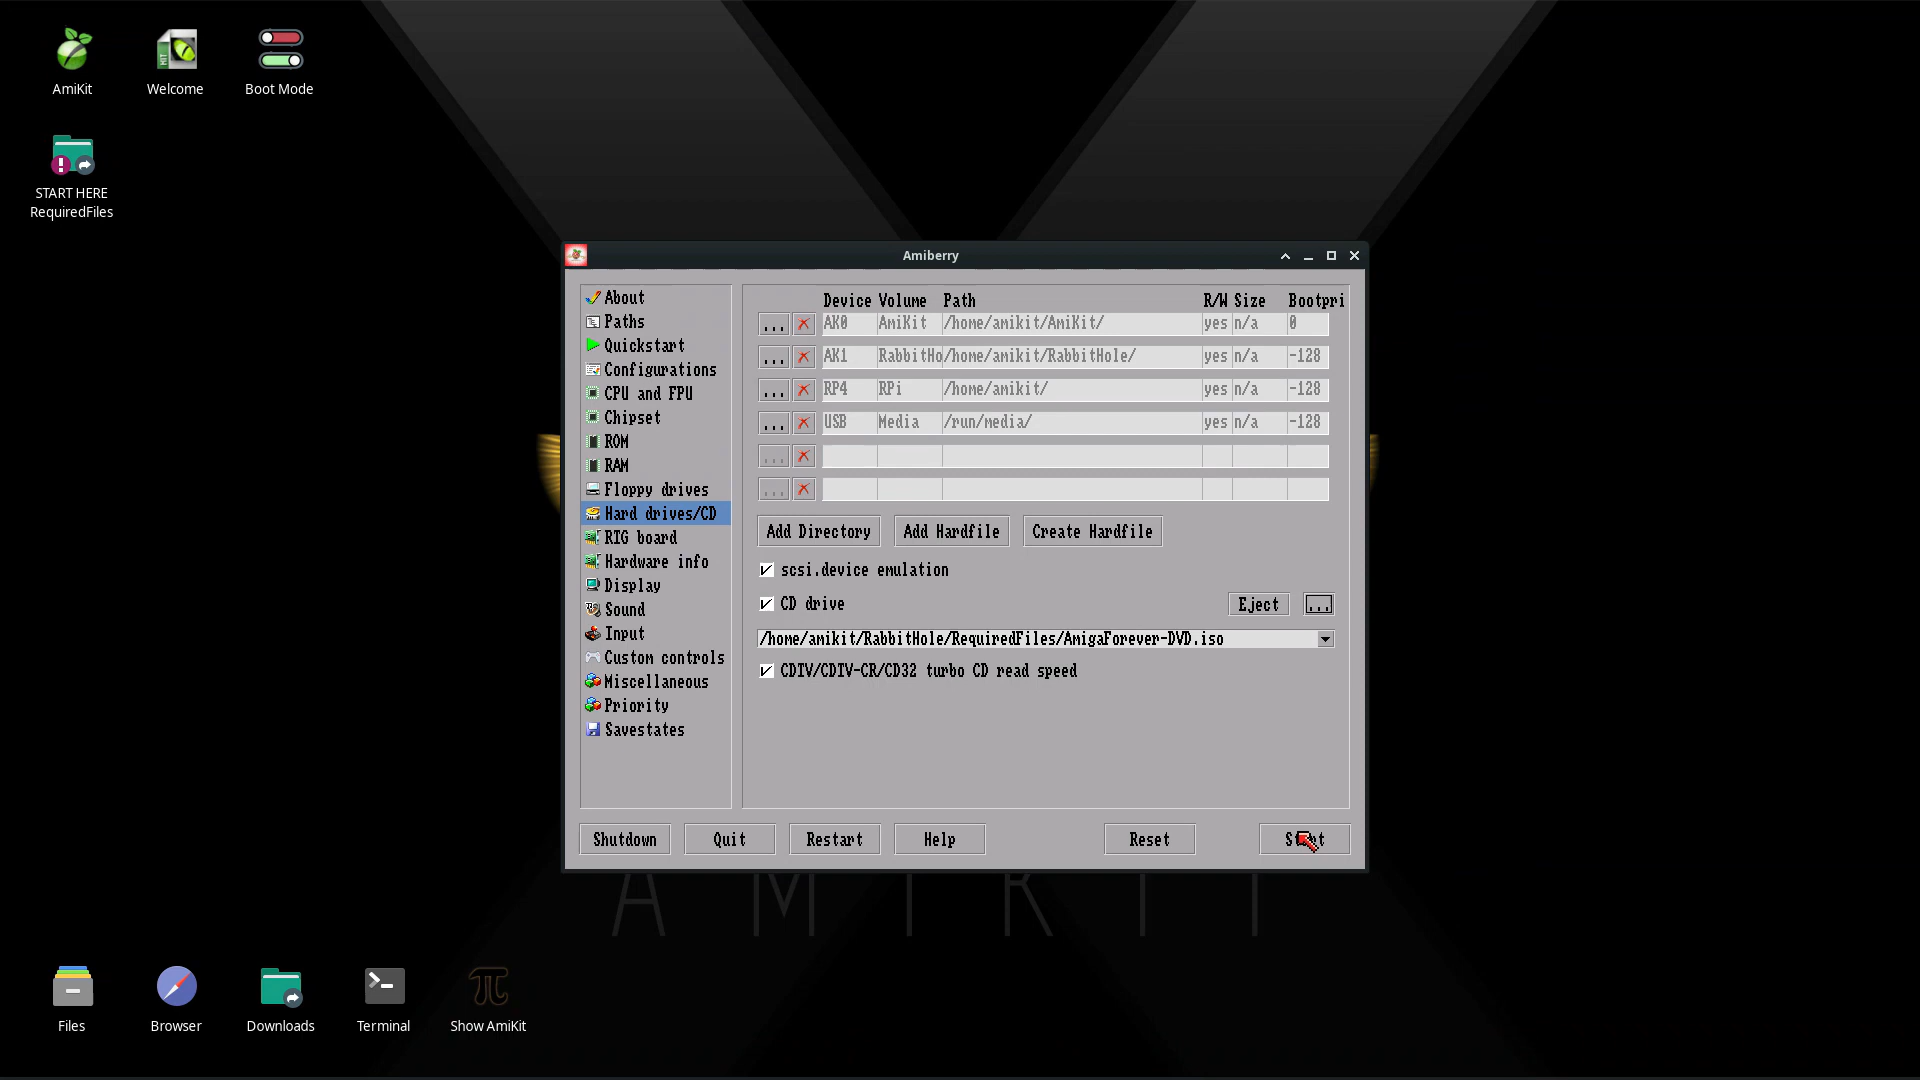 AmiKit
Welcome
Boot Mode
START HERE
RequiredFiles
Amiberry
About
Paths
Quickstart
Configurations
CPU and FPU
Chipset
ROM
RAM
Floppy drives
Hard drives/CD
RTG board
Hardware info
Display
Sound
Input
Custom controls
Miscellaneous
Priority
Savestates
Device Volume Path R/W Size Bootpri
... AK0 AmiKit /home/amikit/AmiKit/ yes n/a 0
... AK1 RabbitHo /home/amikit/RabbitHole/ yes n/a -128
... RP4 RPi /home/amikit/ yes n/a -128
... USB Media /run/media/ yes n/a -128
...
...
Add Directory Add Hardfile Create Hardfile
scsi.device emulation
CD drive Eject ...
/home/amikit/RabbitHole/RequiredFiles/AmigaForever-DVD.iso
CDTV/CDTV-CR/CD32 turbo CD read speed
Shutdown Quit Restart Help Reset Start
A M I K I T
Files
Browser
Downloads
Terminal
Show AmiKit